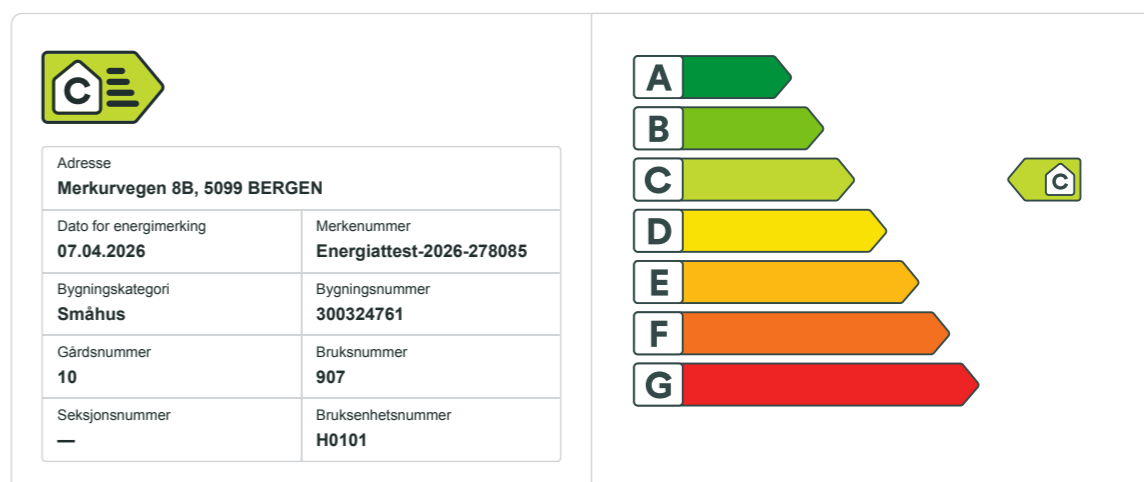 C
Adresse
Merkurvegen 8B, 5099 BERGEN
Dato for energimerking
07.04.2026
Merkenummer
Energiattest-2026-278085
Bygningskategori
Småhus
Bygningsnummer
300324761
Gårdsnummer
10
Bruksnummer
907
Seksjonsnummer
—
Bruksenhetsnummer
H0101
A
B
C
C
D
E
F
G